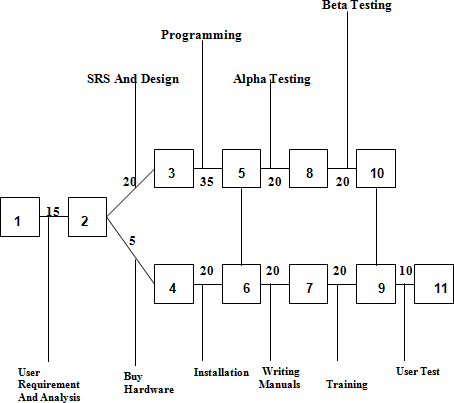 Beta Testing
Programming
SRS And Design
Alpha Testing
3
5
8
10
20
35
20
20
15
1
2
5
20
20
20
10
4
6
7
9
11
User
Requirement
And Analysis
Buy
Hardware
Installation
Writing
Manuals
Training
User Test